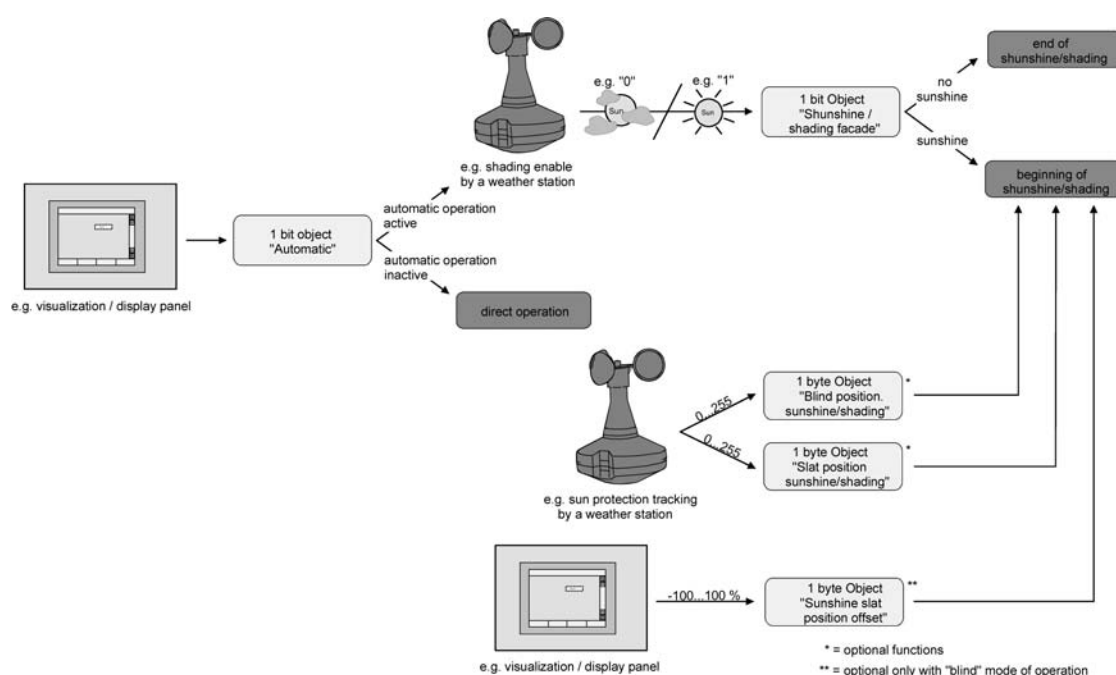 end of
shunshine/shading
no
sunshine
e.g. "0"
e.g. "1"
Sun
Sun
1 bit Object
"Shunshine /
shading facade"
sunshine
e.g. shading enable
by a weather station
beginning of
shunshine/shading
automatic operation
active
1 bit object
"Automatic"
automatic operation
inactive
e.g. visualization / display panel
direct operation
1 byte Object
"Blind position.
sunshine/shading"
*
0...255
0...255
1 byte Object
"Slat position
sunshine/shading"
*
e.g. sun protection tracking
by a weather station
-100...100 %
1 byte Object
"Sunshine slat
position offset"
**
e.g. visualization / display panel
* = optional functions
** = optional only with "blind" mode of operation